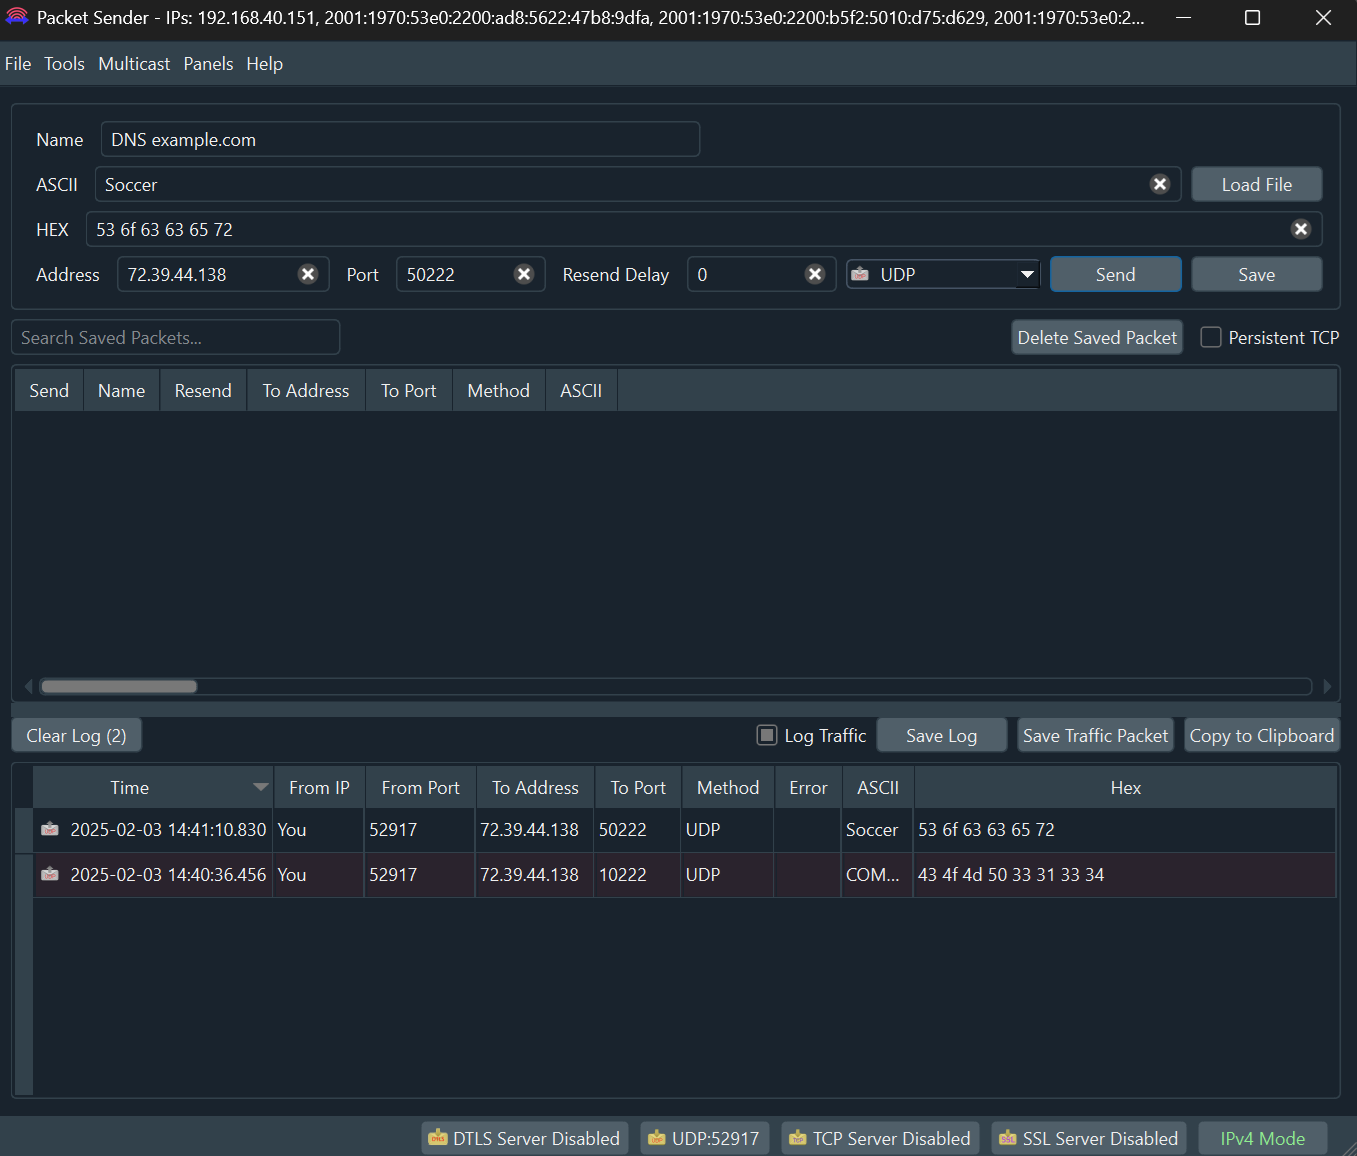 Packet Sender - IPs: 192.168.40.151, 2001:1970:53e0:2200:ad8:5622:47b8:9dfa, 2001:1970:53e0:2200:b5f2:5010:d75:d629, 2001:1970:53e0:2...
File Tools Multicast Panels Help
Name DNS example.com
ASCII Soccer Load File
HEX 53 6f 63 63 65 72
Address 72.39.44.138 Port 50222 Resend Delay 0 UDP Send Save
Search Saved Packets... Delete Saved Packet Persistent TCP
Send Name Resend To Address To Port Method ASCII
Clear Log (2) Log Traffic Save Log Save Traffic Packet Copy to Clipboard
Time From IP From Port To Address To Port Method Error ASCII Hex
2025-02-03 14:41:10.830 You 52917 72.39.44.138 50222 UDP Soccer 53 6f 63 63 65 72
2025-02-03 14:40:36.456 You 52917 72.39.44.138 10222 UDP COM... 43 4f 4d 50 33 31 33 34
DTLS Server Disabled UDP:52917 TCP Server Disabled SSL Server Disabled IPv4 Mode